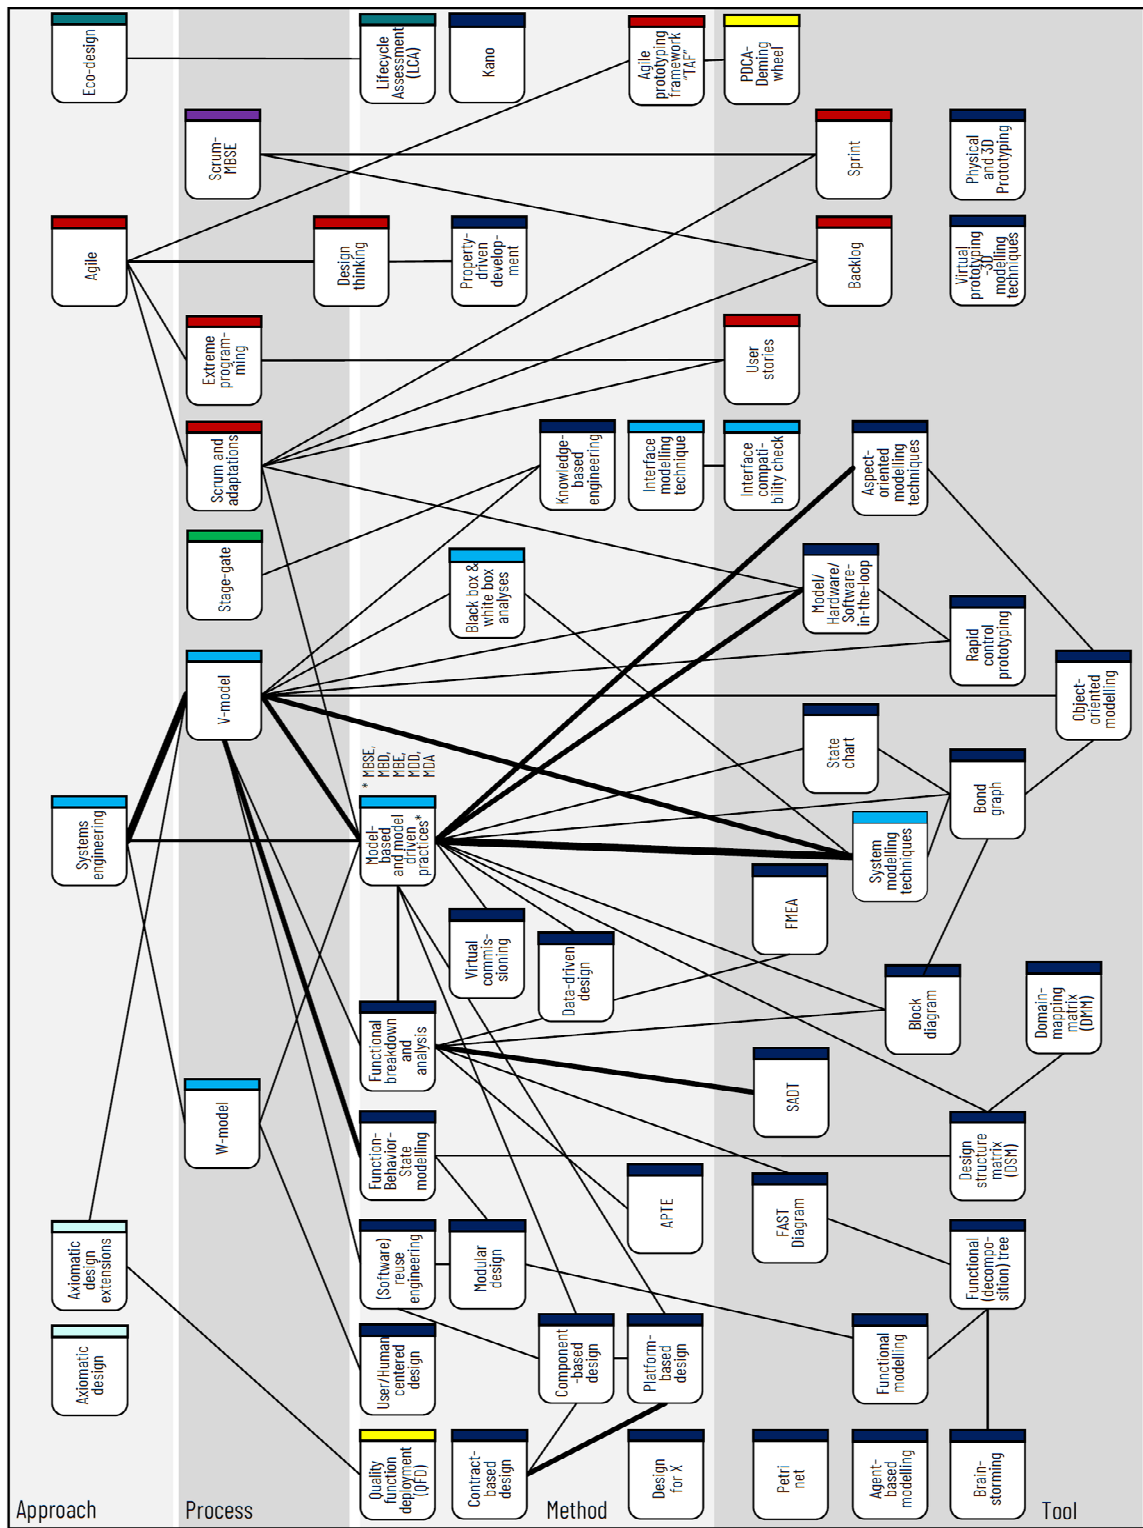 Eco-design
Lifecycle
Assessment
(LCA)
Kano
Agile
prototyping
framework
"TAF"
PDCA-
Deming
wheel
Scrum-
MBSE
Sprint
Physical
and 3D
Prototyping
Agile
Design
thinking
Property-
driven
develop-
ment
Backlog
Virtual
prototyping
-3D
modelling
techniques
Extreme
program-
ming
User
stories
Scrum and
adaptations
Knowledge-
based
engineering
Interface
modelling
technique
Interface
compati-
bility check
Aspect-
oriented
modelling
techniques
Stage-gate
Black box &
white box
analyses
Model/
Hardware/
Software-
in-the-loop
Rapid
control
prototyping
V-model
Object-
oriented
modelling
* MBSE,
MBD,
MBE,
MDD,
MDA
State
chart
Bond
graph
Systems
engineering
Model-
based
and model
driven
practices*
System
modelling
techniques
FMEA
Virtual
commis-
sioning
Data-driven
design
Block
diagram
Domain-
mapping
matrix
(DMM)
Functional
breakdown
and
analysis
SADT
W-model
Function-
Behavior-
State
modelling
Design
structure
matrix
(DSM)
APTE
FAST
Diagram
Axiomatic
design
extensions
(Software)
reuse
engineering
Modular
design
Functional
(decompo-
sition) tree
Axiomatic
design
User/Human
centered
design
Component
-based
design
Platform-
based
design
Functional
modelling
Quality
function
deployment
(QFD)
Contract-
based
design
Design
for X
Petri
net
Agent-
based
modelling
Brain-
storming
Approach
Process
Method
Tool